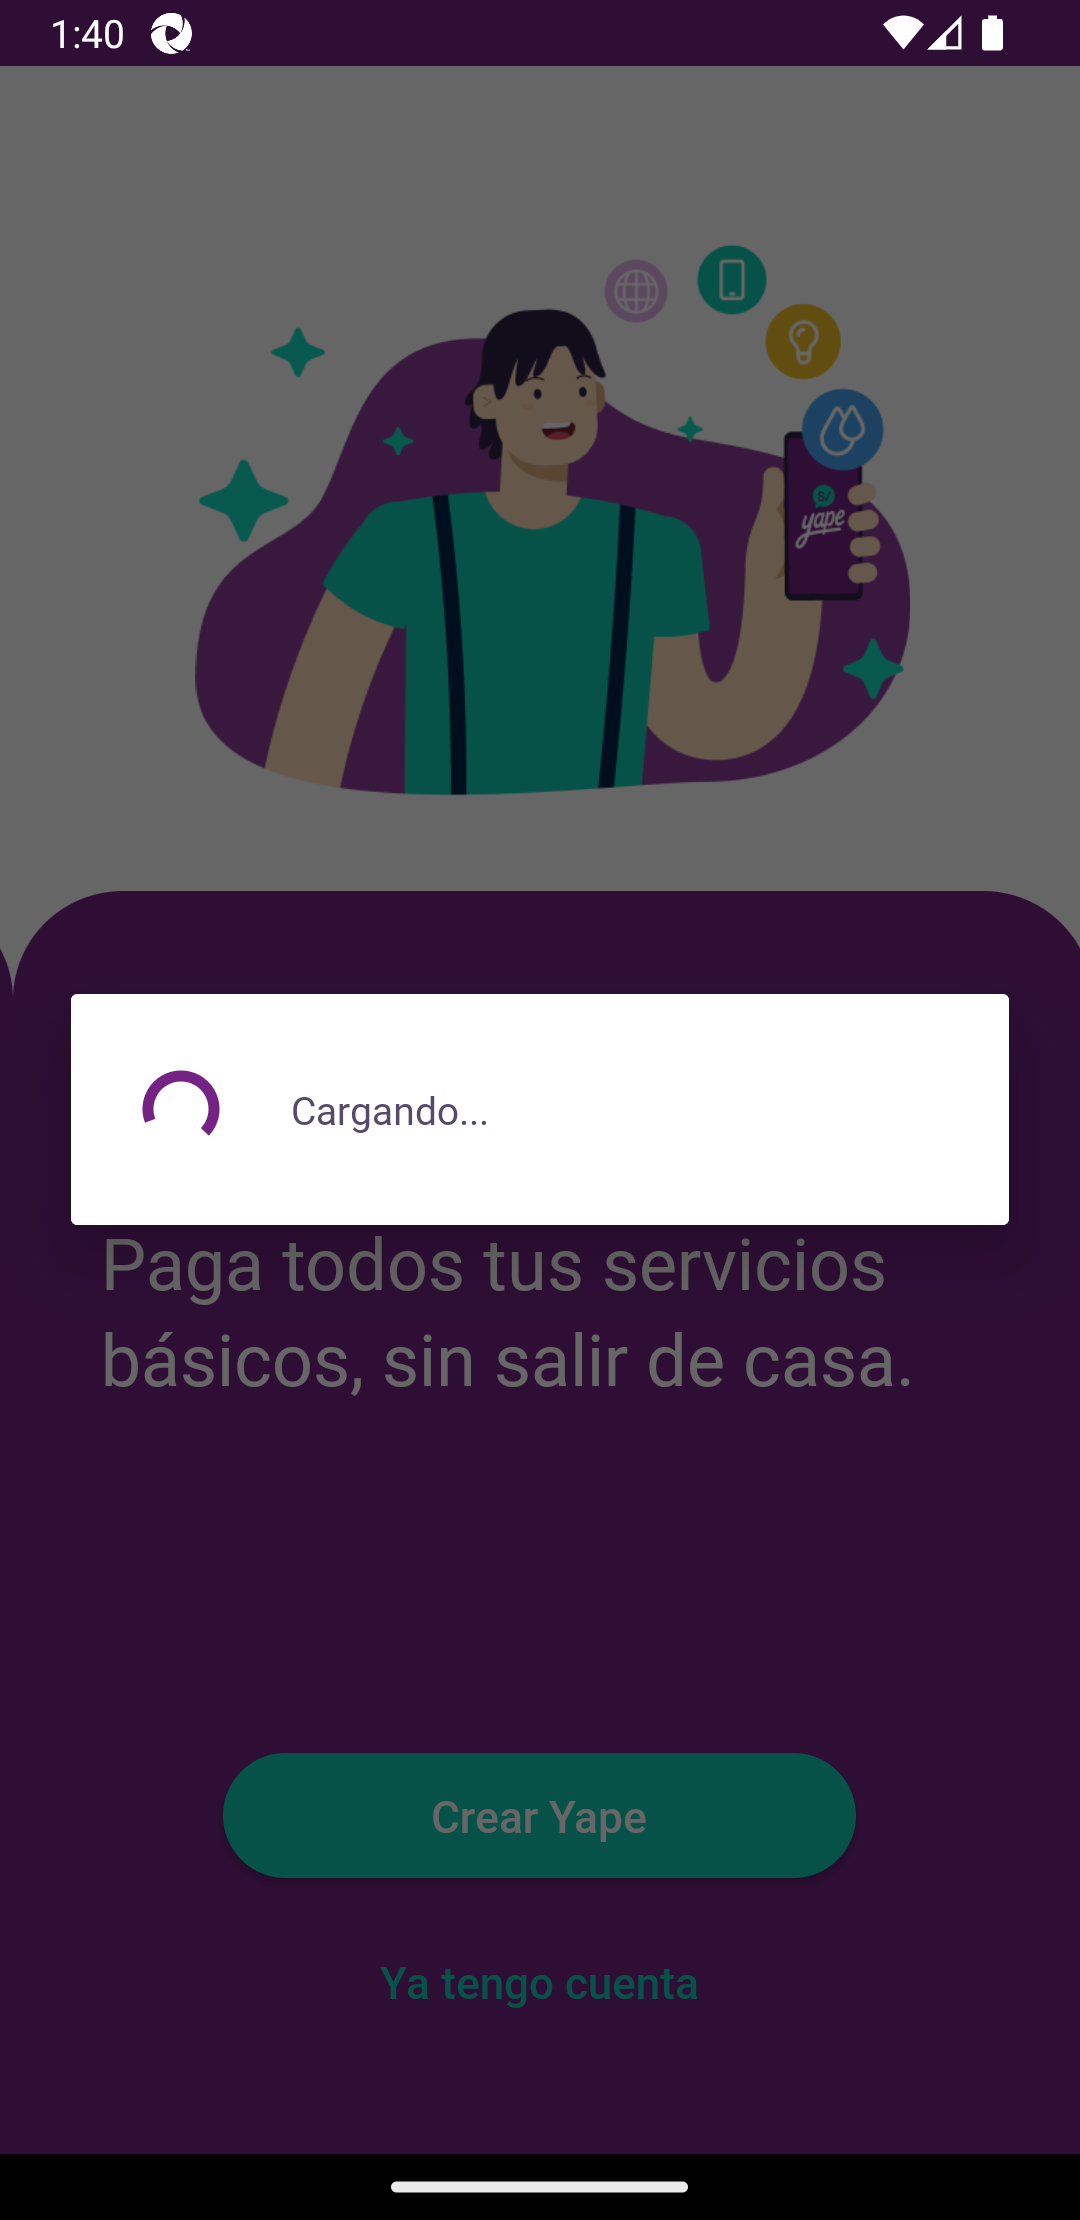 1:40
S/
yape
Cargando...
Paga todos tus servicios
básicos, sin salir de casa.
Crear Yape
Ya tengo cuenta